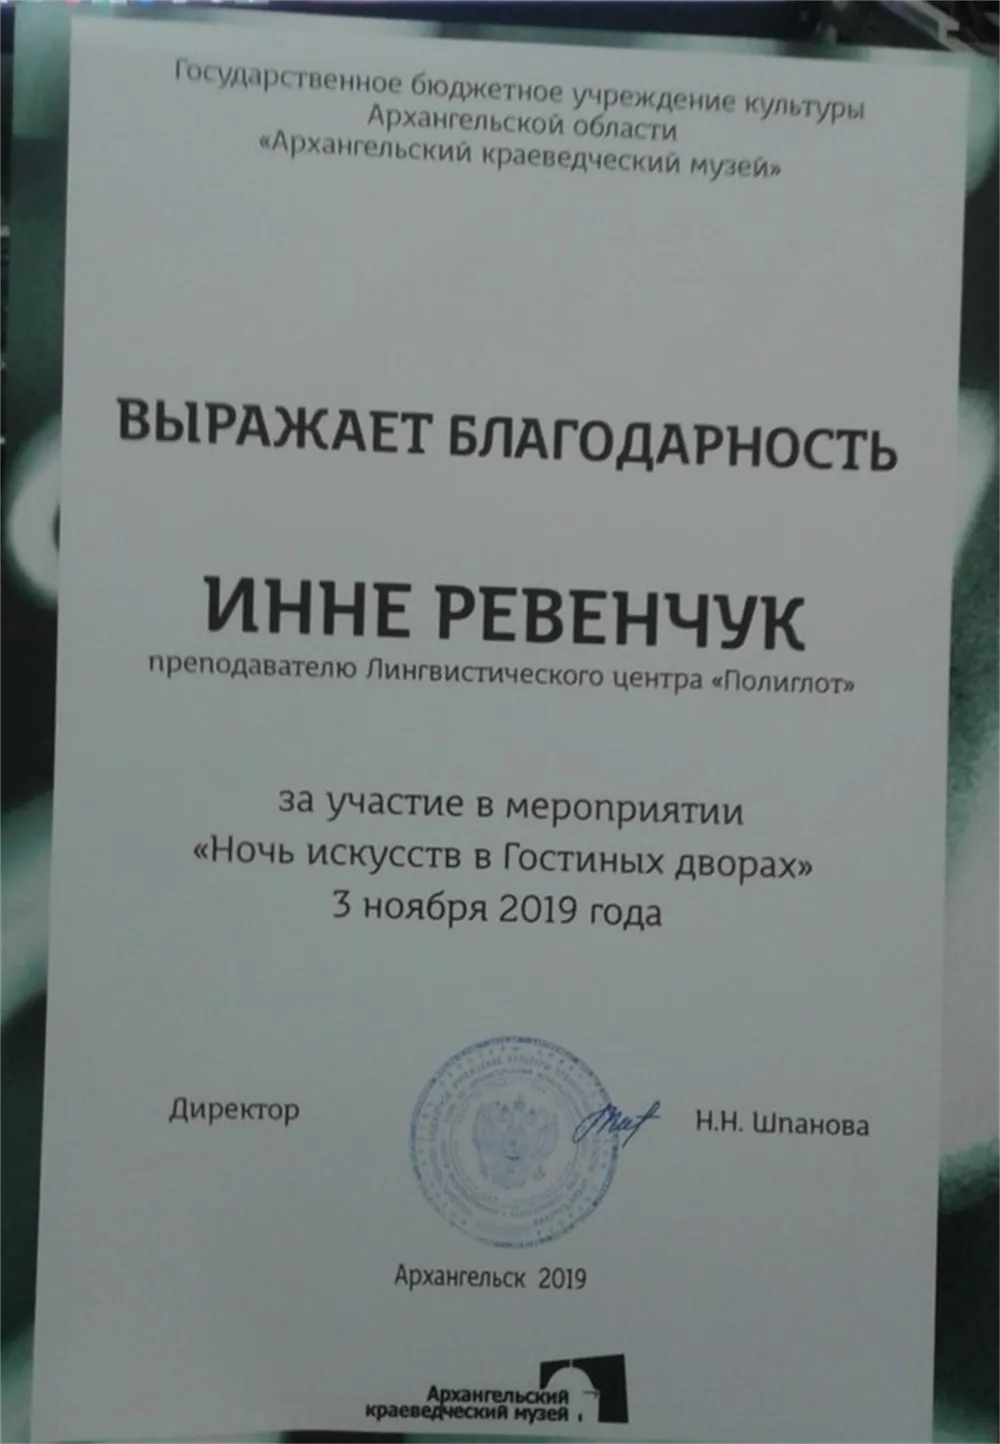 Государственное бюджетное учреждение культуры
Архангельской области
«Архангельский краеведческий музей»
ВЫРАЖАЕТ БЛАГОДАРНОСТЬ
ИННЕ РЕВЕНЧУК
преподавателю Лингвистического центра «Полиглот»
за участие в мероприятии
«Ночь искусств в Гостиных дворах»
3 ноября 2019 года
Директор
Н.Н. Шпанова
Архангельск 2019
Архангельский
краеведческий музей